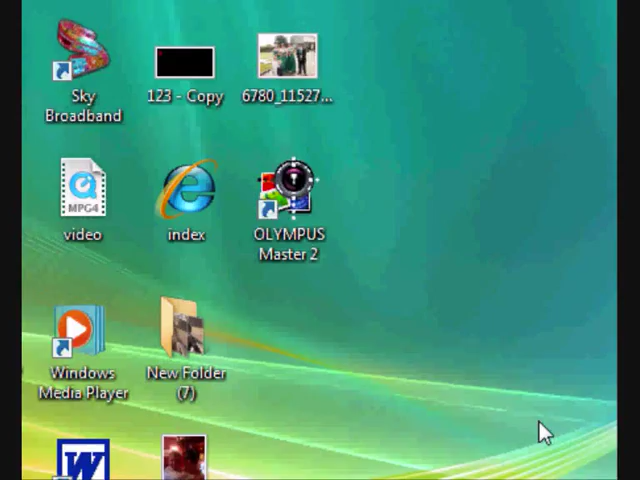 Sky
Broadband
123 - Copy
6780_11527...
MPG4
video
index
OLYMPUS
Master 2
Windows
Media Player
New Folder
(7)
W